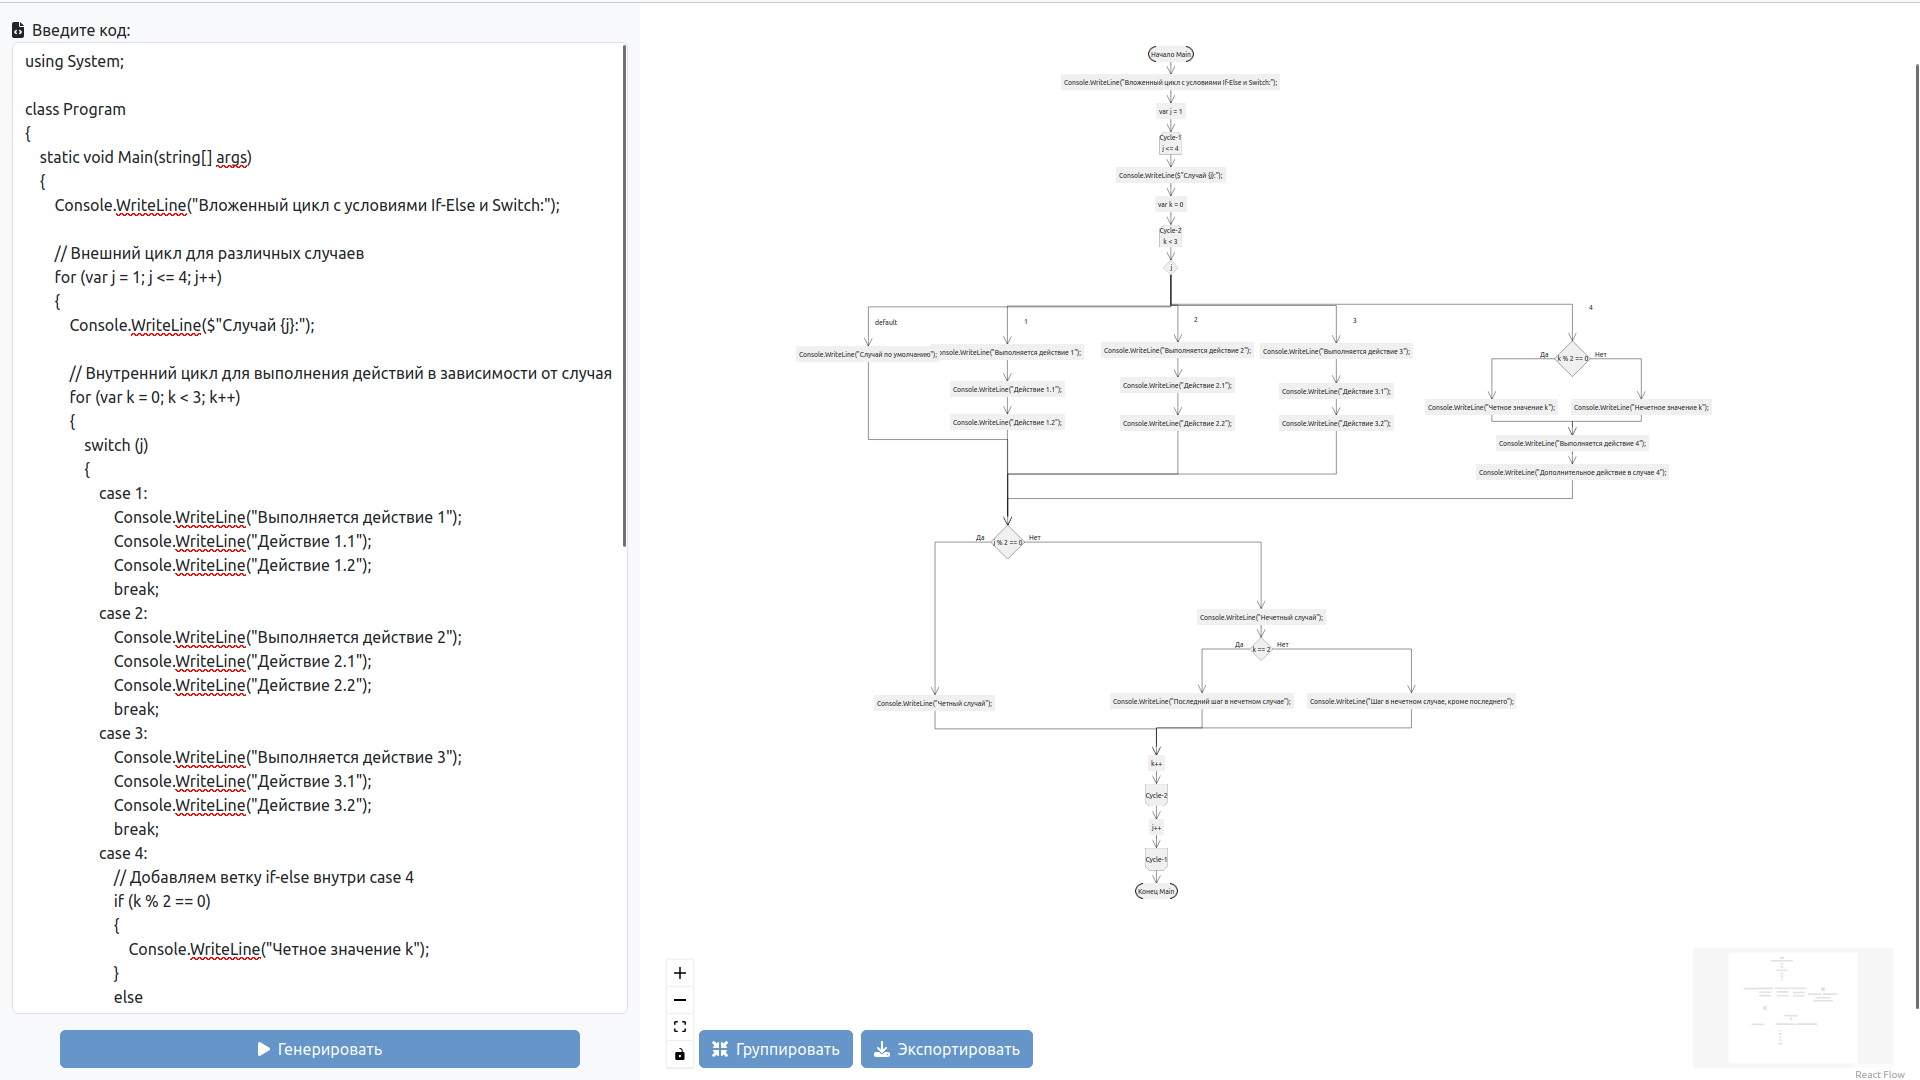 Введите код:
using System;
class Program
{
static void Main(string[] args)
{
Console.WriteLine("Вложенный цикл с условиями If-Else и Switch:");
// Внешний цикл для различных случаев
for (var j = 1; j <= 4; j++)
{
Console.WriteLine($"Случай {j}:");
// Внутренний цикл для выполнения действий в зависимости от случая
for (var k = 0; k < 3; k++)
{
switch (j)
{
case 1:
Console.WriteLine("Выполняется действие 1");
Console.WriteLine("Действие 1.1");
Console.WriteLine("Действие 1.2");
break;
case 2:
Console.WriteLine("Выполняется действие 2");
Console.WriteLine("Действие 2.1");
Console.WriteLine("Действие 2.2");
break;
case 3:
Console.WriteLine("Выполняется действие 3");
Console.WriteLine("Действие 3.1");
Console.WriteLine("Действие 3.2");
break;
case 4:
// Добавляем ветку if-else внутри case 4
if (k % 2 == 0)
{
Console.WriteLine("Четное значение k");
}
else
Генерировать
Начало Main
Console.WriteLine("Вложенный цикл с условиями If-Else и Switch:");
var j = 1
Cycle-1
j <= 4
Console.WriteLine($"Случай {j}:");
var k = 0
Cycle-2
k < 3
j
default
1
2
3
4
Console.WriteLine("Случай по умолчанию");
nsole.WriteLine("Выполняется действие 1");
Console.WriteLine("Выполняется действие 2");
Console.WriteLine("Выполняется действие 3");
Да
k % 2 == 0
Нет
Console.WriteLine("Действие 1.1");
Console.WriteLine("Действие 2.1");
Console.WriteLine("Действие 3.1");
Console.WriteLine("Четное значение k");
Console.WriteLine("Нечетное значение k");
Console.WriteLine("Действие 1.2");
Console.WriteLine("Действие 2.2");
Console.WriteLine("Действие 3.2");
Console.WriteLine("Выполняется действие 4");
Console.WriteLine("Дополнительное действие в случае 4");
Да
j % 2 == 0
Нет
Console.WriteLine("Нечетный случай");
Да
k == 2
Нет
Console.WriteLine("Четный случай");
Console.WriteLine("Последний шаг в нечетном случае");
Console.WriteLine("Шаг в нечетном случае, кроме последнего");
k++
Cycle-2
j++
Cycle-1
Конец Main
Группировать
Экспортировать
React Flow